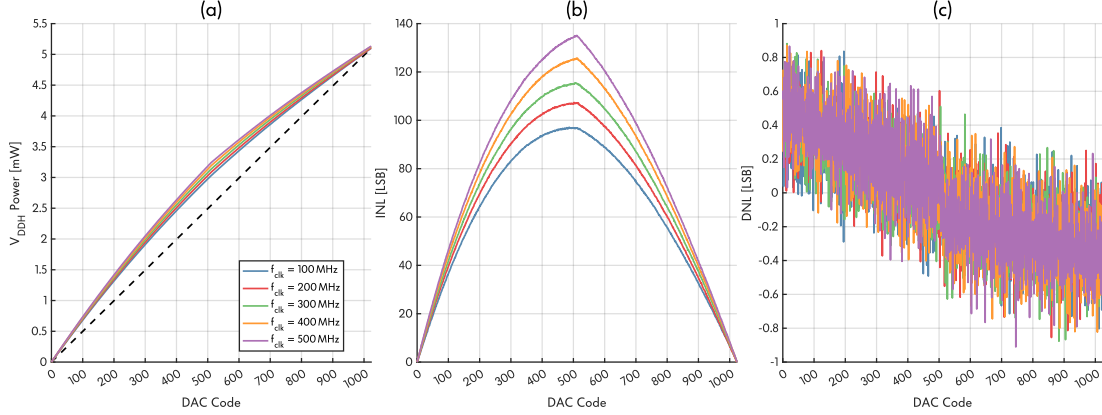 (a)
5.5
5
4.5
4
3.5
3
2.5
2
1.5
1
0.5
0
V_DDH Power [mW]
f_clk = 100 MHz
f_clk = 200 MHz
f_clk = 300 MHz
f_clk = 400 MHz
f_clk = 500 MHz
0 100 200 300 400 500 600 700 800 900 1000
DAC Code
(b)
140
120
100
80
60
40
20
0
INL [LSB]
0 100 200 300 400 500 600 700 800 900 1000
DAC Code
(c)
1
0.8
0.6
0.4
0.2
0
-0.2
-0.4
-0.6
-0.8
-1
DNL [LSB]
0 100 200 300 400 500 600 700 800 900 1000
DAC Code